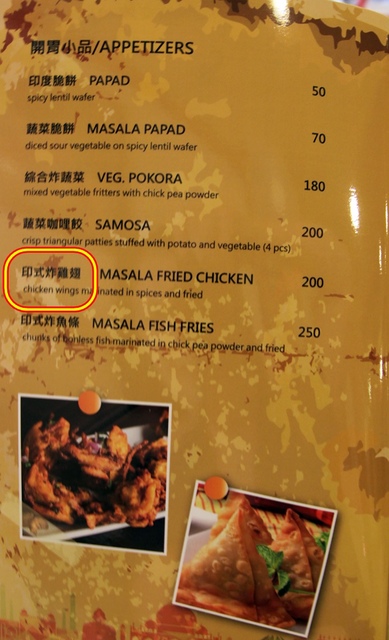 開胃小品/APPETIZERS
印度脆餅 PAPAD 50
spicy lentil wafer
蔬菜脆餅 MASALA PAPAD 70
diced sour vegetable on spicy lentil wafer
綜合炸蔬菜 VEG. POKORA 180
mixed vegetable fritters with chick pea powder
蔬菜咖哩餃 SAMOSA 200
crisp triangular patties stuffed with potato and vegetable (4 pcs)
印式炸雞翅 MASALA FRIED CHICKEN 200
chicken wings marinated in spices and fried
印式炸魚條 MASALA FISH FRIES 250
chunks of bonless fish marinated in chick pea powder and fried